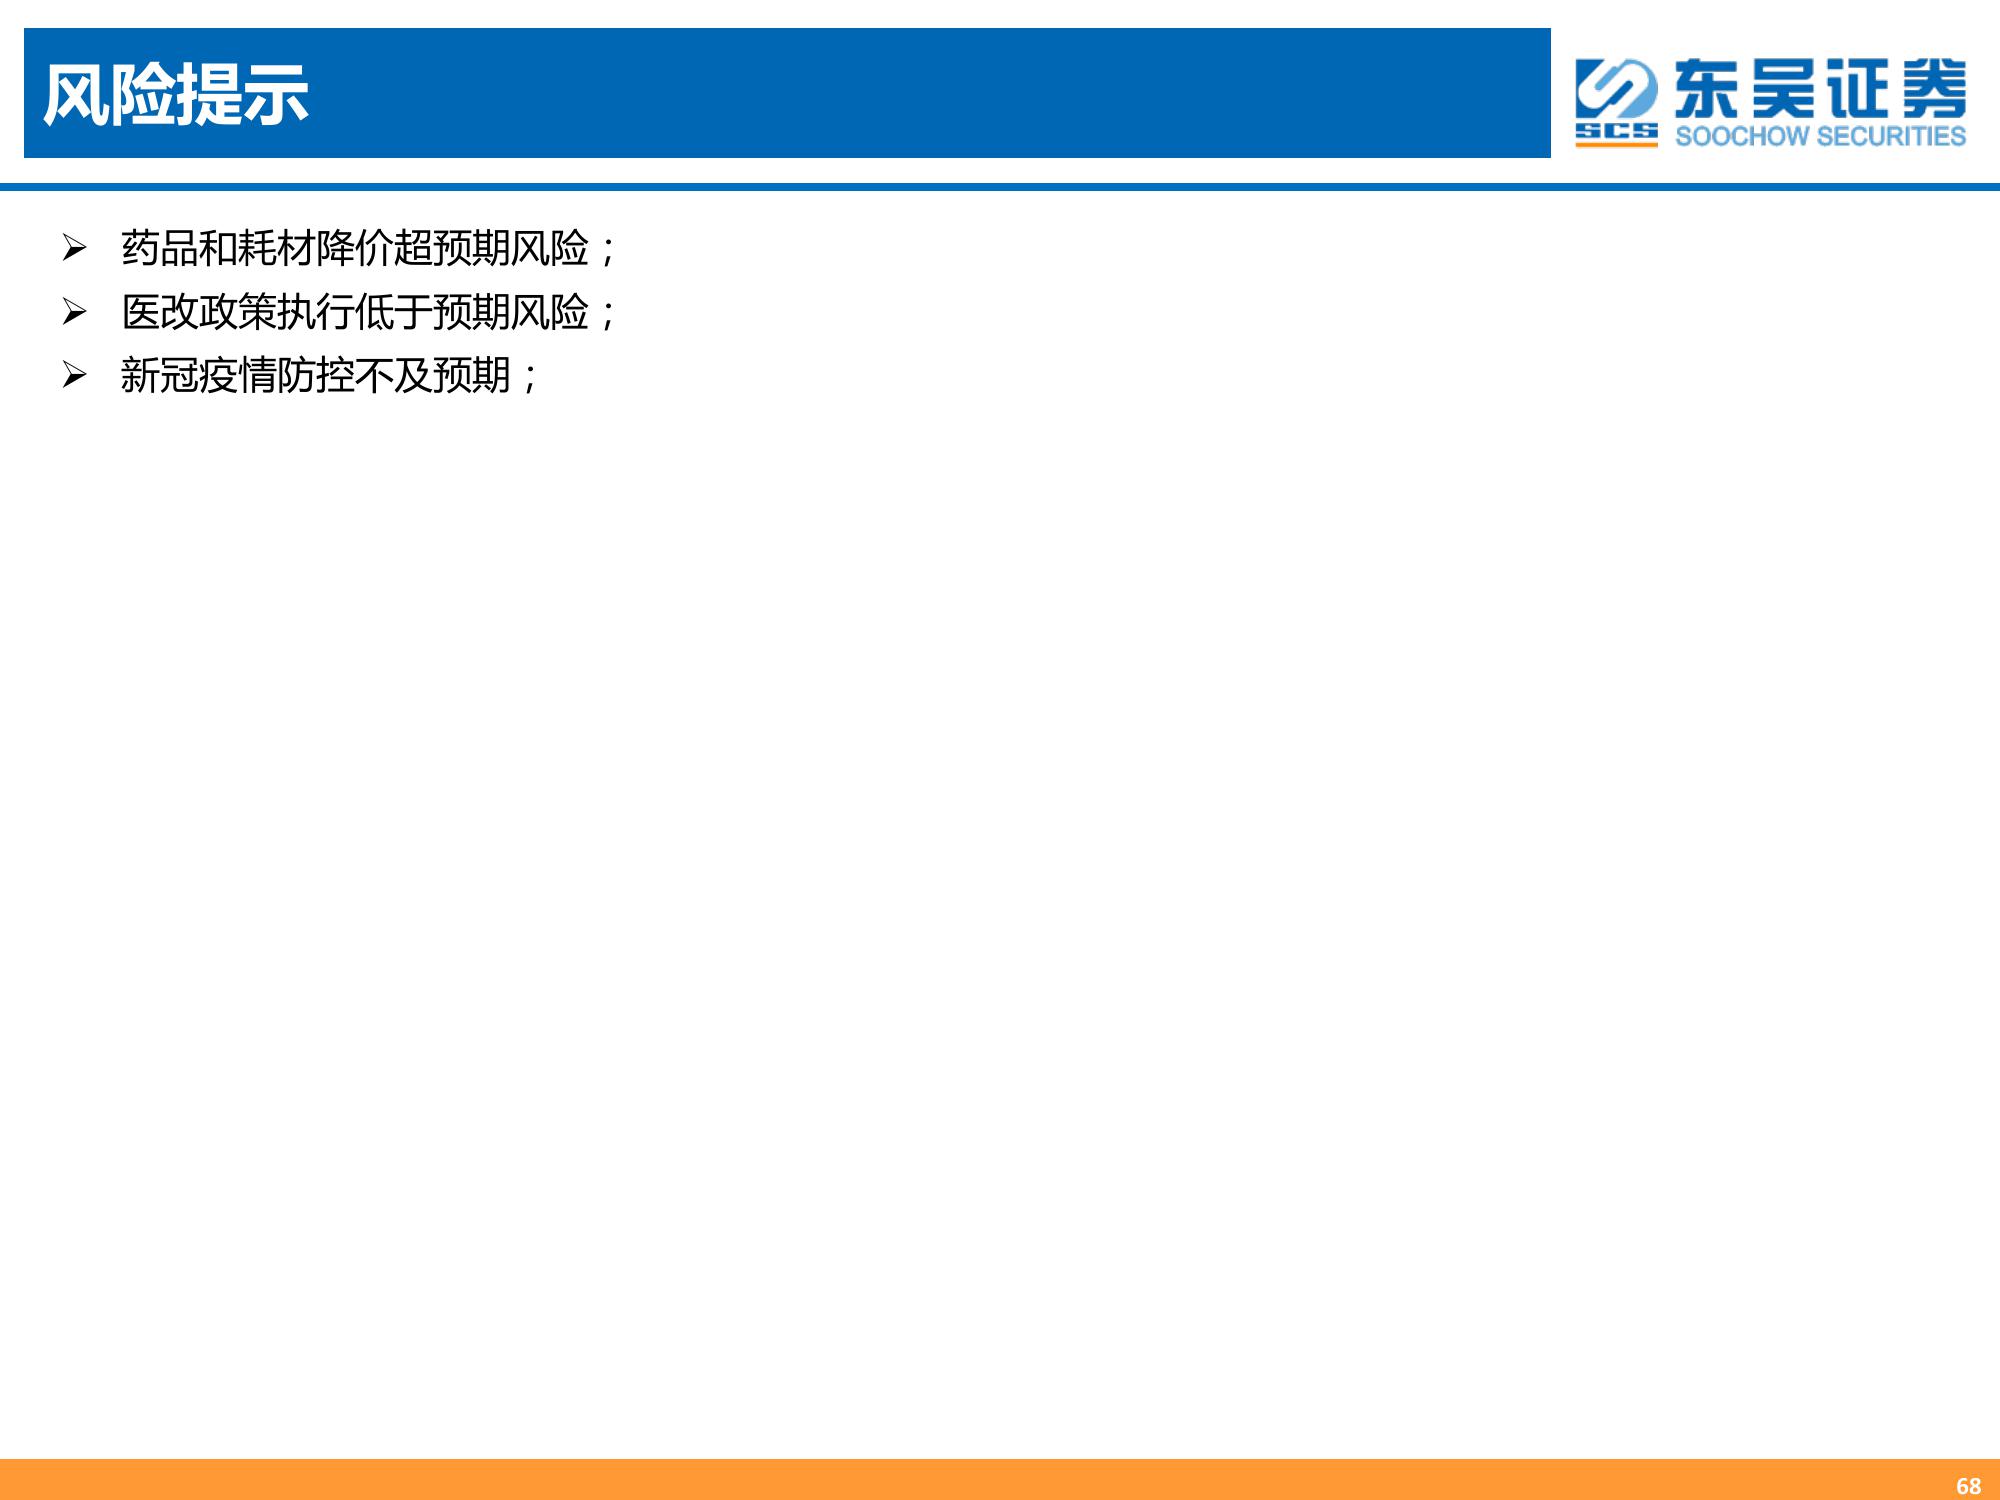 风险提示
SCS
东吴证券
SOOCHOW SECURITIES
➢ 药品和耗材降价超预期风险；
➢ 医改政策执行低于预期风险；
➢ 新冠疫情防控不及预期；
68